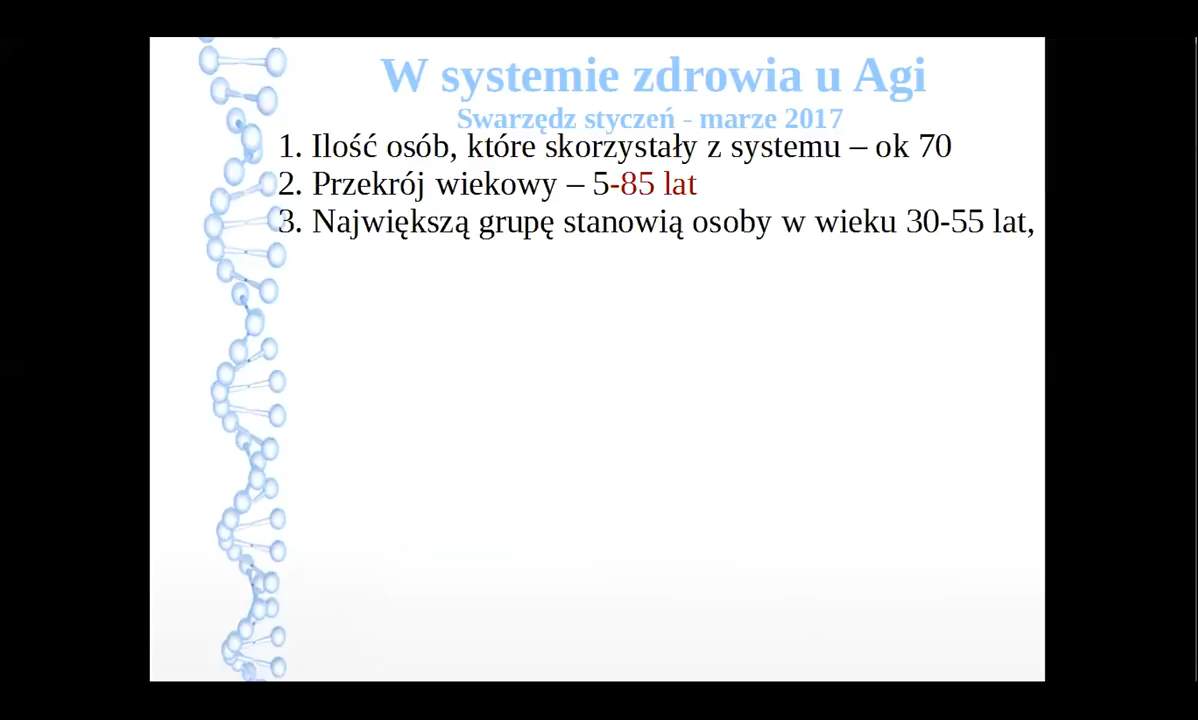 W systemie zdrowia u Agi
Swarzędz styczeń - marze 2017
1. Ilość osób, które skorzystały z systemu – ok 70
2. Przekrój wiekowy – 5-85 lat
3. Największą grupę stanowią osoby w wieku 30-55 lat,